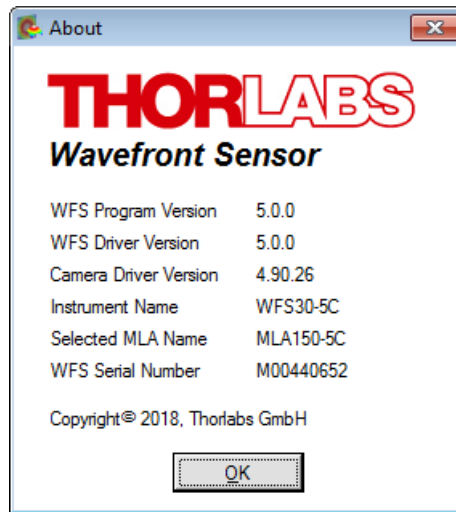 About
THORLABS
Wavefront Sensor
WFS Program Version 5.0.0
WFS Driver Version 5.0.0
Camera Driver Version 4.90.26
Instrument Name WFS30-5C
Selected MLA Name MLA150-5C
WFS Serial Number M00440652
Copyright© 2018, Thorlabs GmbH
OK